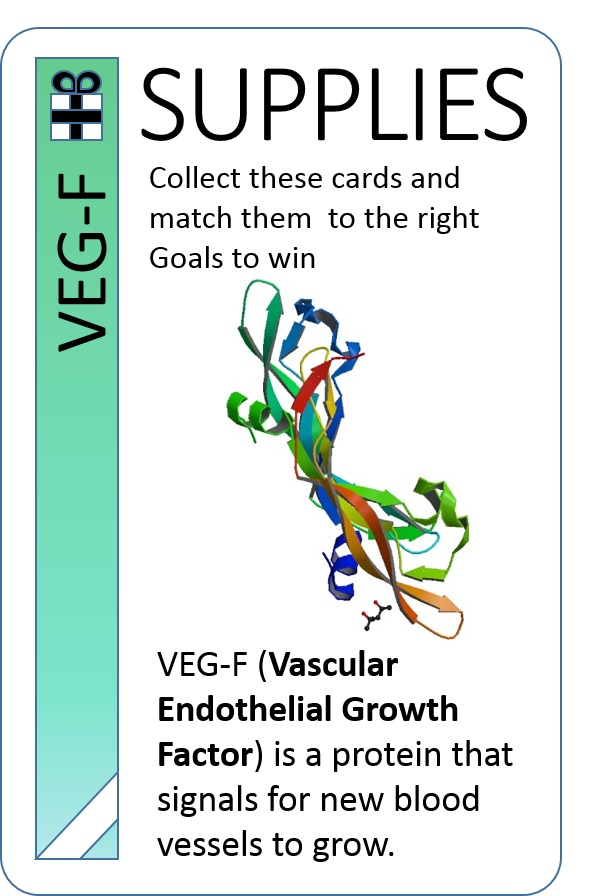 VEG-F
SUPPLIES
Collect these cards and
match them  to the right
Goals to win
VEG-F (Vascular
Endothelial Growth
Factor) is a protein that
signals for new blood
vessels to grow.